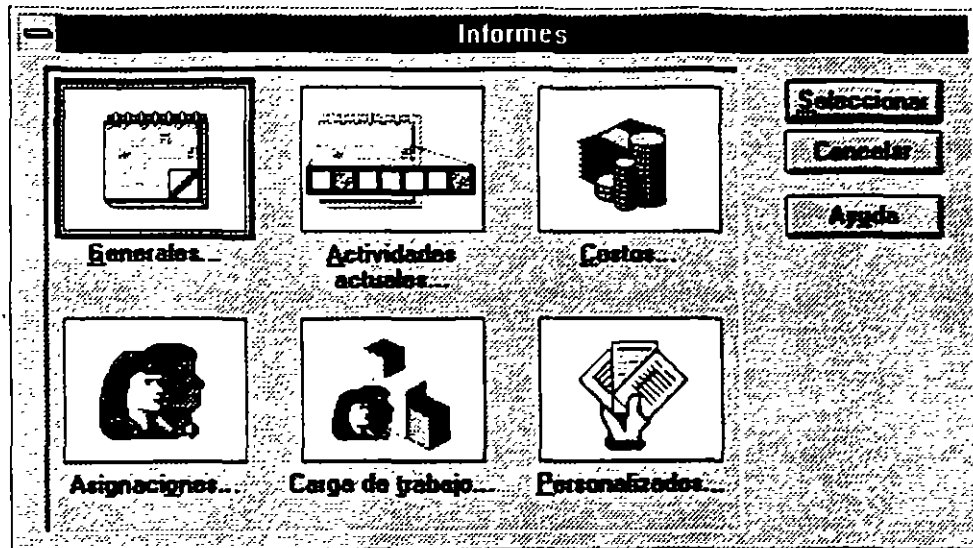 Informes
Seleccionar
Cancelar
Ayuda
Generales...
Actividades
actuales...
Costos...
Asignaciones...
Carga de trabajo...
Personalizados...